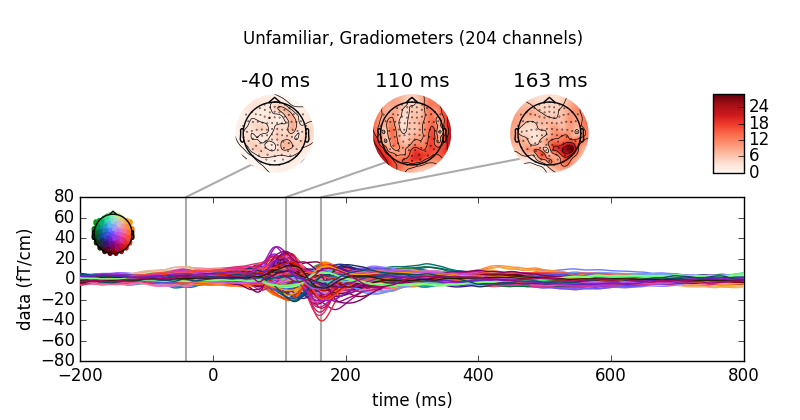 Unfamiliar, Gradiometers (204 channels)
-40 ms 110 ms 163 ms
24
18
12
6
0
80
60
40
20
0
−20
−40
−60
−80
data (fT/cm)
−200 0 200 400 600 800
time (ms)